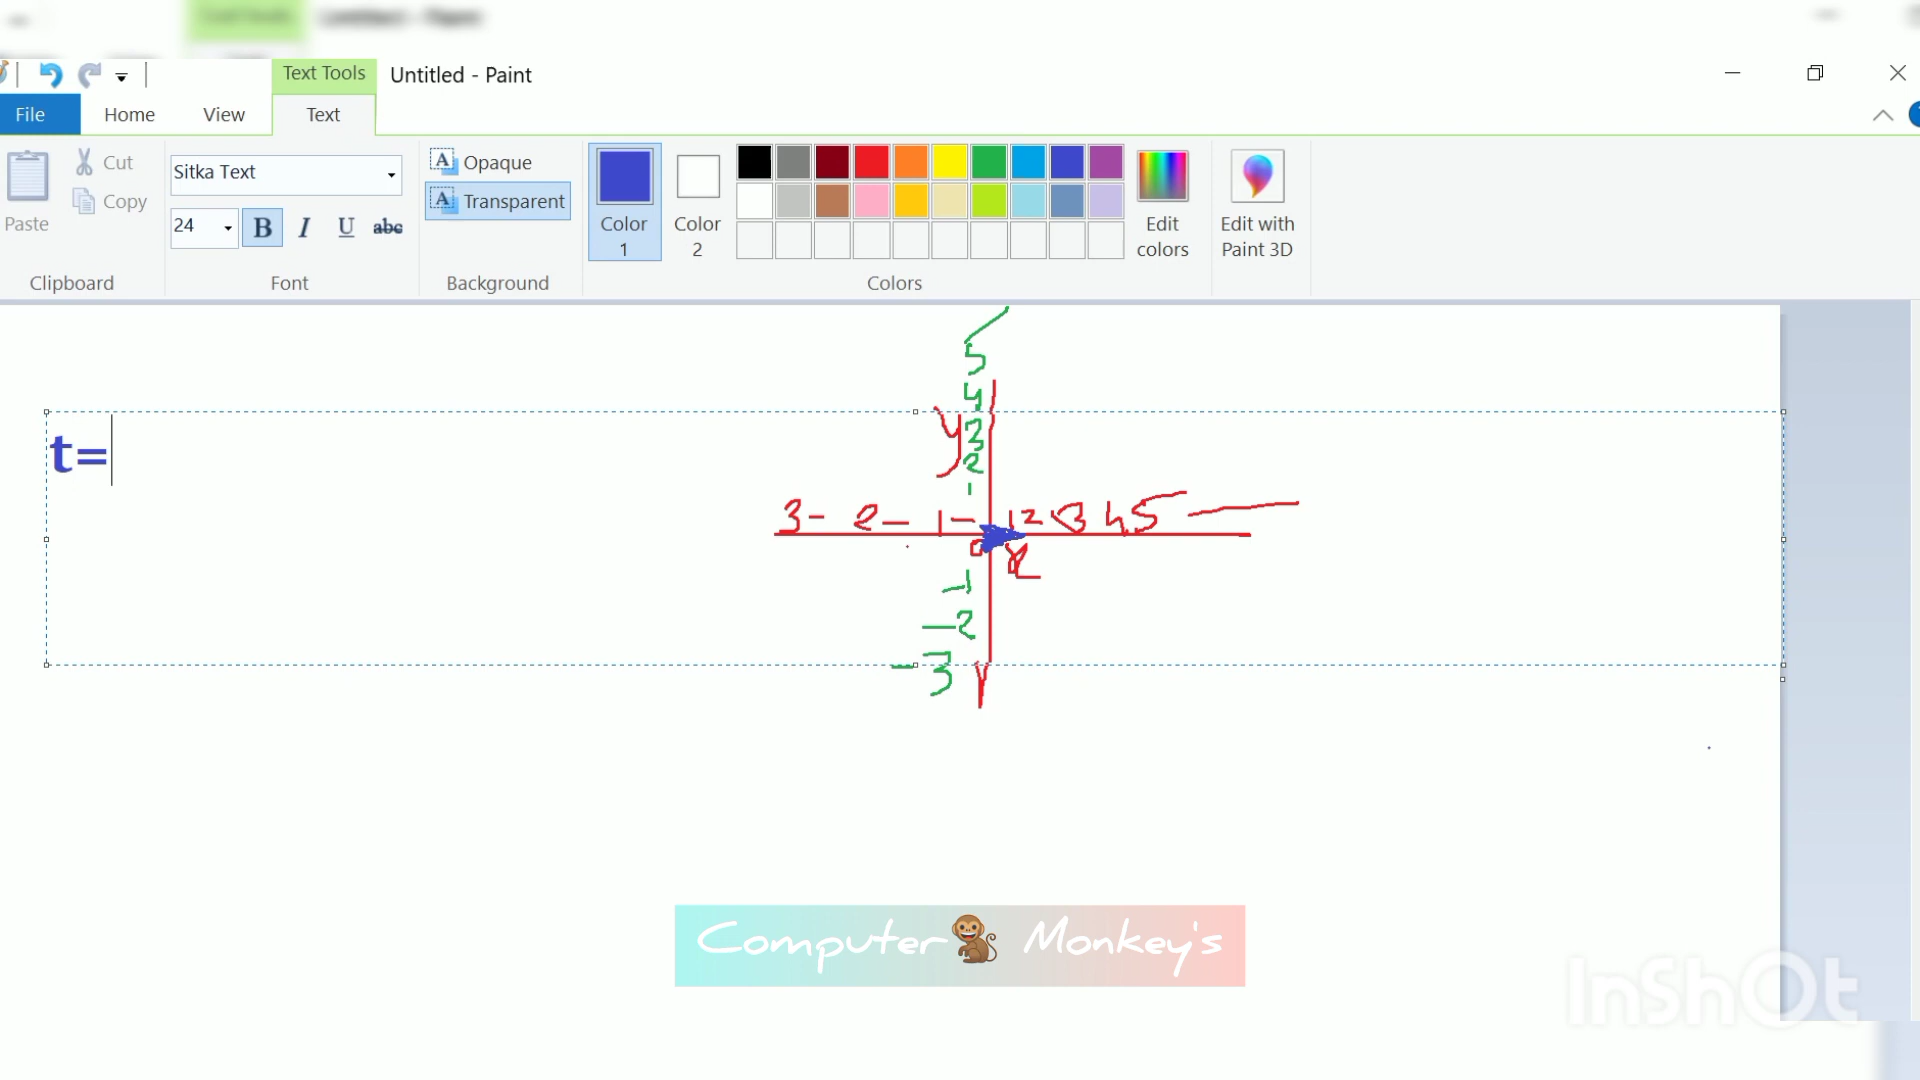 Text Tools
Untitled - Paint
File
Home
View
Text
Paste
Cut
Copy
Clipboard
Sitka Text
24
B I U abc
Font
Opaque
Transparent
Background
Color 1
Color 2
Colors
Edit colors
Edit with Paint 3D
t=
5
4
y
3
2
1
3- 2- 1- 1 2 3 4 5
0
-1
-2
-3
Computer Monkey's
InShOt